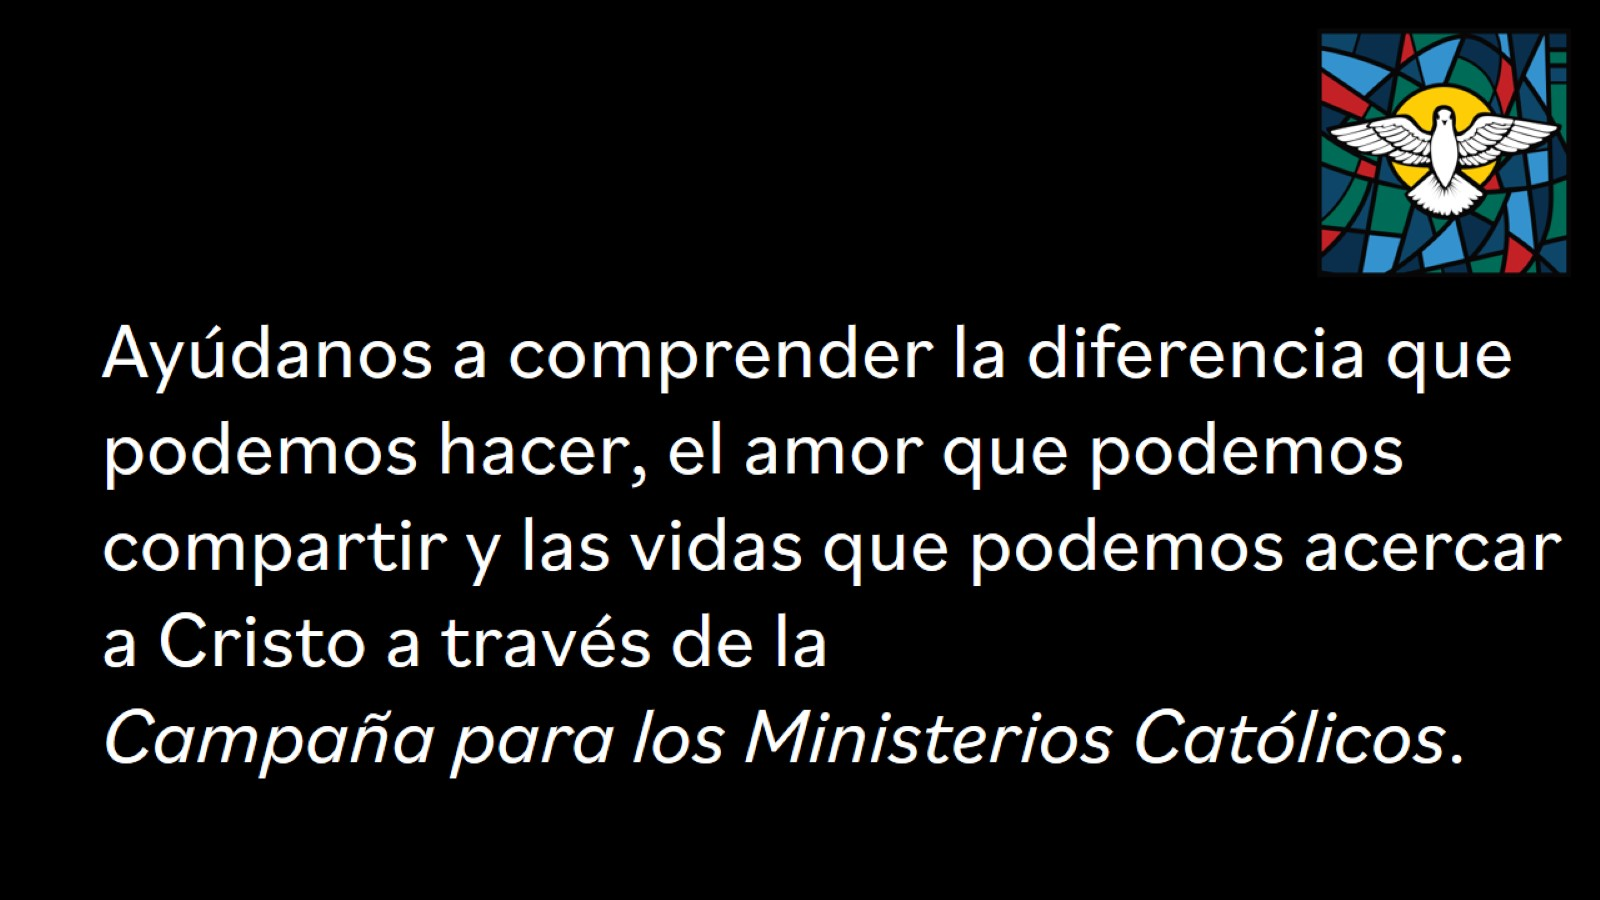 Ayúdanos a comprender la diferencia que
podemos hacer, el amor que podemos
compartir y las vidas que podemos acercar
a Cristo a través de la
Campaña para los Ministerios Católicos.